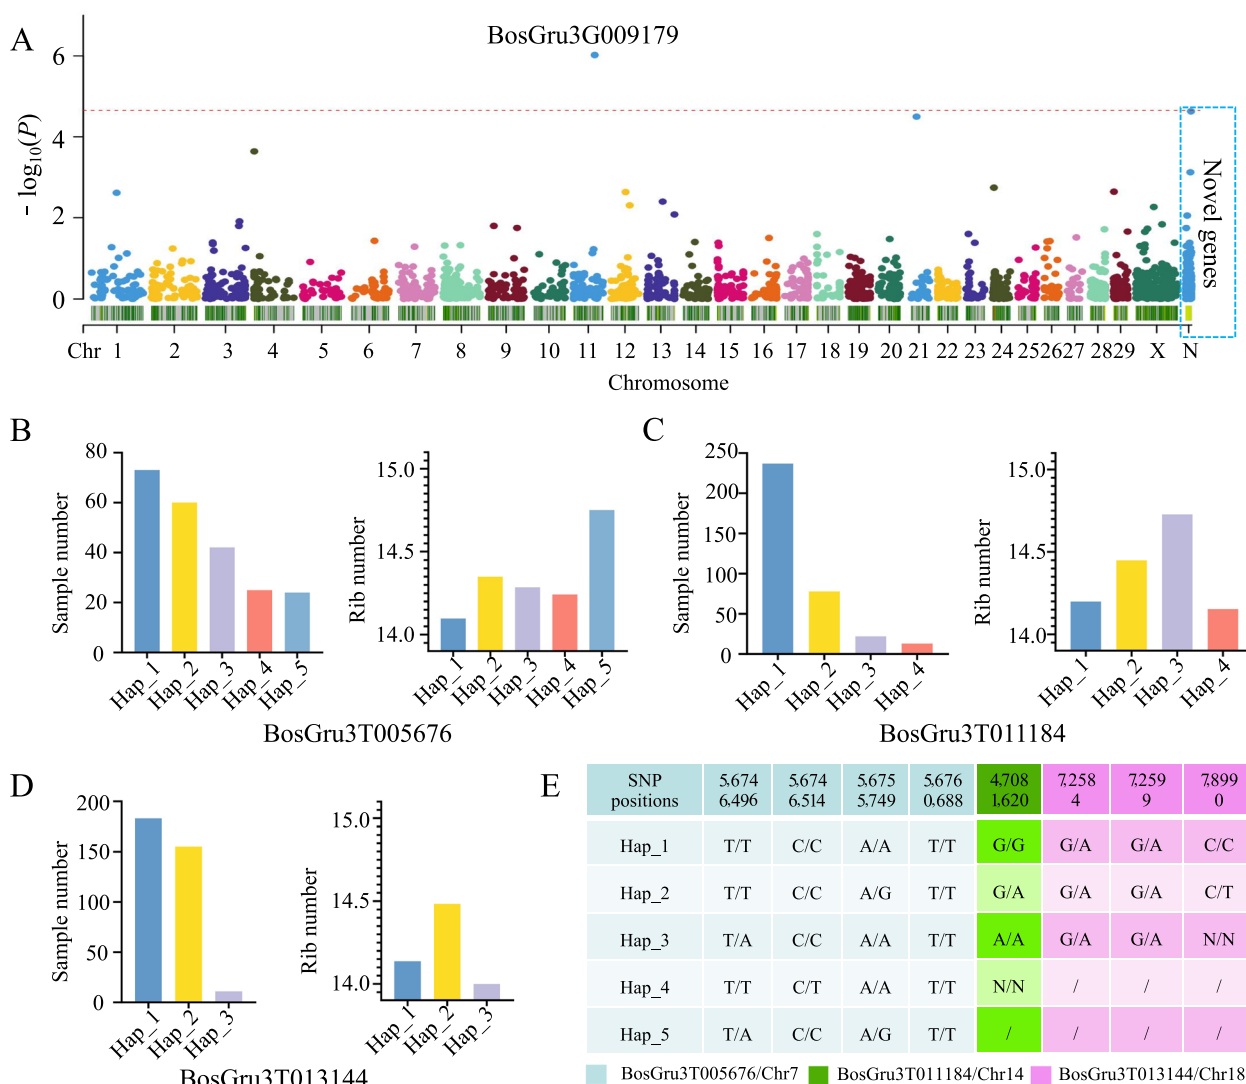 A
BosGru3G009179
- log10(P)
6
4
2
0
Novel genes
Chr 1 2 3 4 5 6 7 8 9 10 11 12 13 14 15 16 17 18 19 20 21 22 23 24 25 26 27 28 29 X N
Chromosome
B
Sample number
80
60
40
20
0
Hap_1 Hap_2 Hap_3 Hap_4 Hap_5
Rib number
15.0
14.5
14.0
Hap_1 Hap_2 Hap_3 Hap_4 Hap_5
BosGru3T005676
C
Sample number
250
200
150
100
50
0
Hap_1 Hap_2 Hap_3 Hap_4
Rib number
15.0
14.5
14.0
Hap_1 Hap_2 Hap_3 Hap_4
BosGru3T011184
D
Sample number
200
150
100
50
0
Hap_1 Hap_2 Hap_3
Rib number
15.0
14.5
14.0
Hap_1 Hap_2 Hap_3
BosGru3T013144
E
SNP 5,674 5,674 5,675 5,676 4,708 7,258 7,259 7,899
positions 6,496 6,514 5,749 0,688 1,620 4 9 0
Hap_1 T/T C/C A/A T/T G/G G/A G/A C/C
Hap_2 T/T C/C A/G T/T G/A G/A G/A C/T
Hap_3 T/A C/C A/A T/T A/A G/A G/A N/N
Hap_4 T/T C/T A/A T/T N/N / / /
Hap_5 T/A C/C A/G T/T / / / /
BosGru3T005676/Chr7 BosGru3T011184/Chr14 BosGru3T013144/Chr18